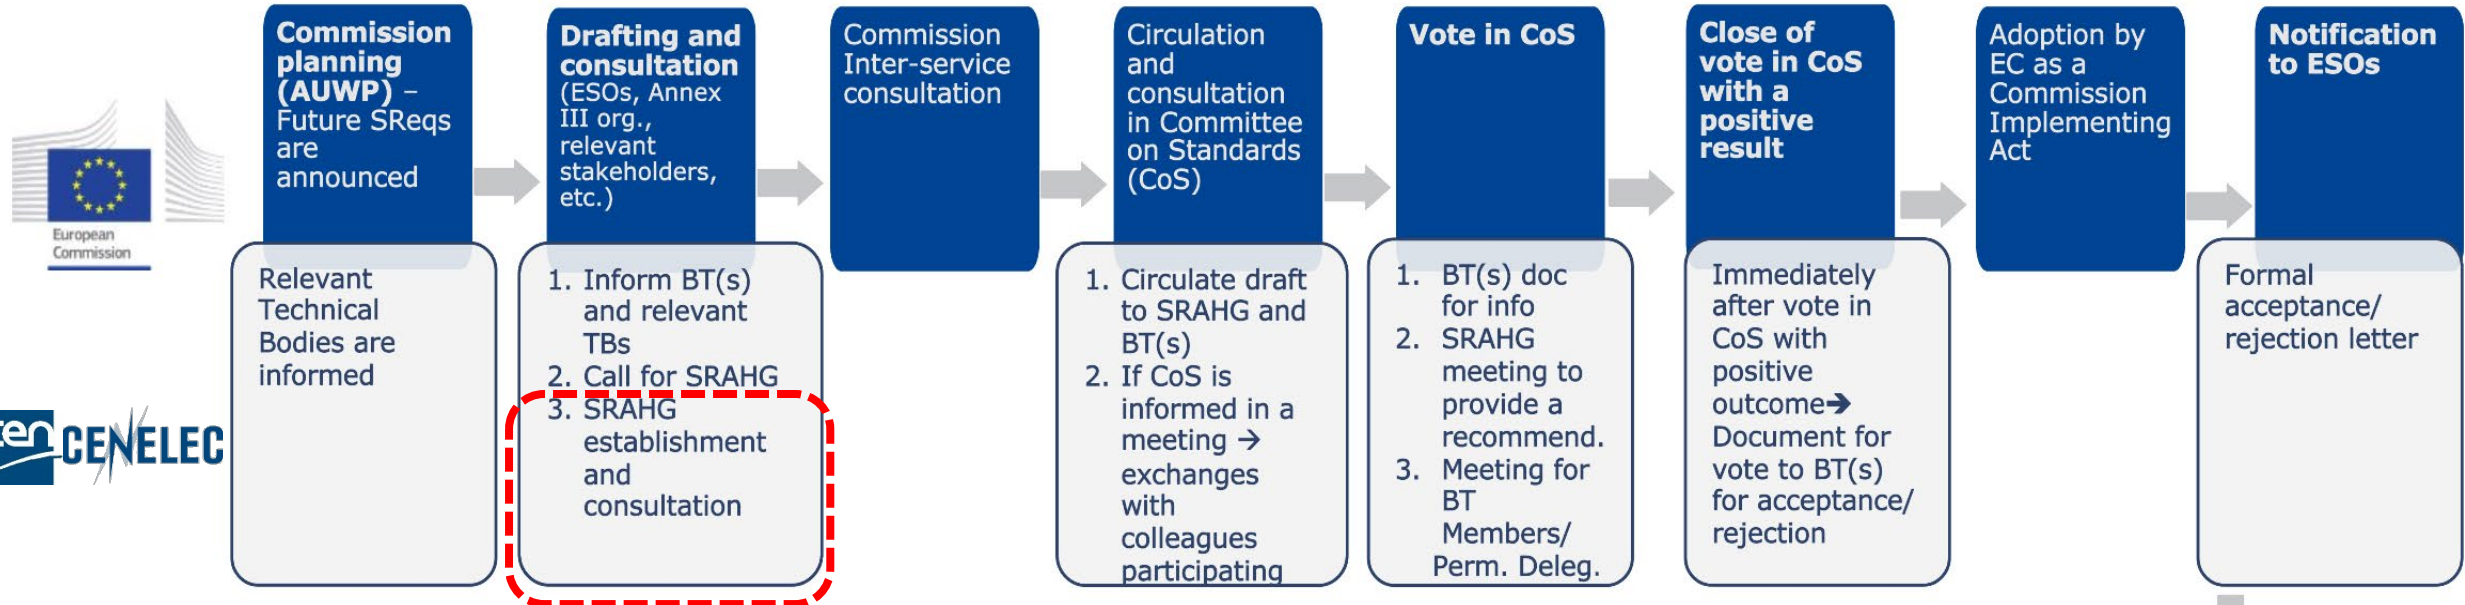 European
Commission
Commission
planning
(AUWP) –
Future SReqs
are
announced
Drafting and
consultation
(ESOs, Annex
III org.,
relevant
stakeholders,
etc.)
Commission
Inter-service
consultation
Circulation
and
consultation
in Committee
on Standards
(CoS)
Vote in CoS
Close of
vote in CoS
with a
positive
result
Adoption by
EC as a
Commission
Implementing
Act
Notification
to ESOs
CENELEC
Relevant
Technical
Bodies are
informed
1. Inform BT(s)
and relevant
TBs
2. Call for SRAHG
3. SRAHG
establishment
and
consultation
1. Circulate draft
to SRAHG and
BT(s)
2. If CoS is
informed in a
meeting →
exchanges
with
colleagues
participating
1. BT(s) doc
for info
2. SRAHG
meeting to
provide a
recommend.
3. Meeting for
BT
Members/
Perm. Deleg.
Immediately
after vote in
CoS with
positive
outcome➔
Document for
vote to BT(s)
for acceptance/
rejection
Formal
acceptance/
rejection letter